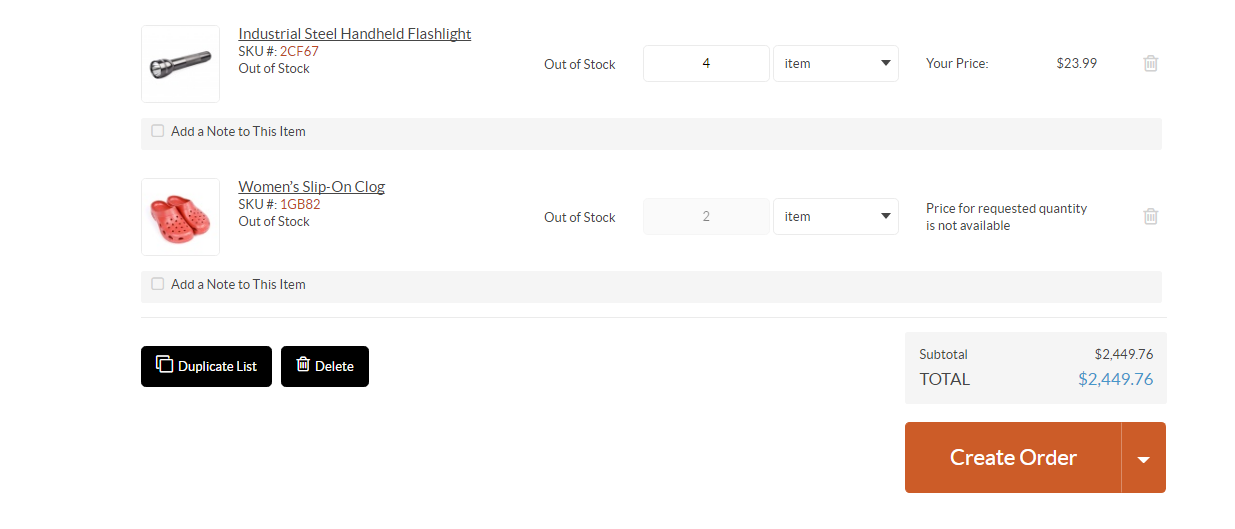 Industrial Steel Handheld Flashlight
SKU #: 2CF67
Out of Stock
Out of Stock
4
item
Your Price:
$23.99
Add a Note to This Item
Women’s Slip-On Clog
SKU #: 1GB82
Out of Stock
Out of Stock
2
item
Price for requested quantity
is not available
Add a Note to This Item
Duplicate List
Delete
Subtotal
$2,449.76
TOTAL
$2,449.76
Create Order